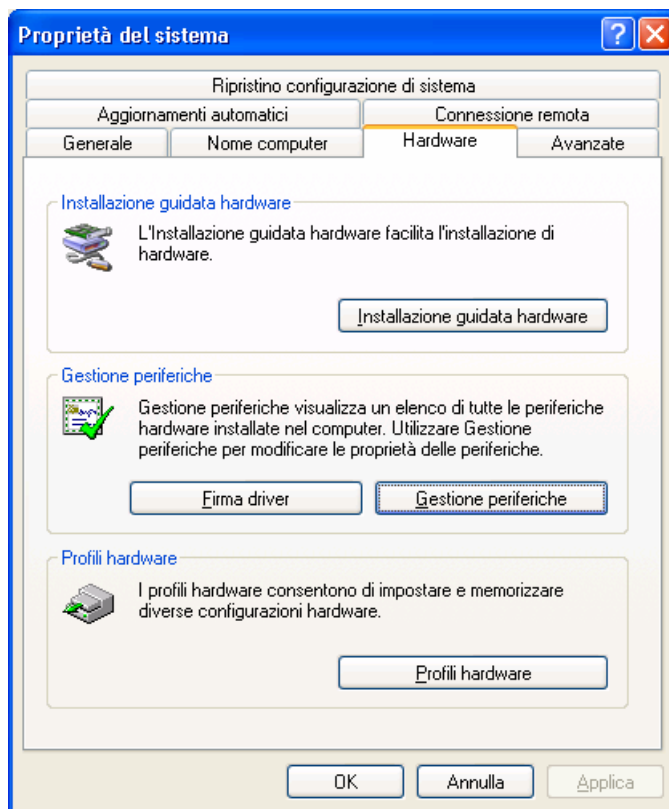 Proprietà del sistema
Ripristino configurazione di sistema
Aggiornamenti automatici
Connessione remota
Generale
Nome computer
Hardware
Avanzate
Installazione guidata hardware
L'Installazione guidata hardware facilita l'installazione di
hardware.
Installazione guidata hardware
Gestione periferiche
Gestione periferiche visualizza un elenco di tutte le periferiche
hardware installate nel computer. Utilizzare Gestione
periferiche per modificare le proprietà delle periferiche.
Firma driver
Gestione periferiche
Profili hardware
I profili hardware consentono di impostare e memorizzare
diverse configurazioni hardware.
Profili hardware
OK
Annulla
Applica